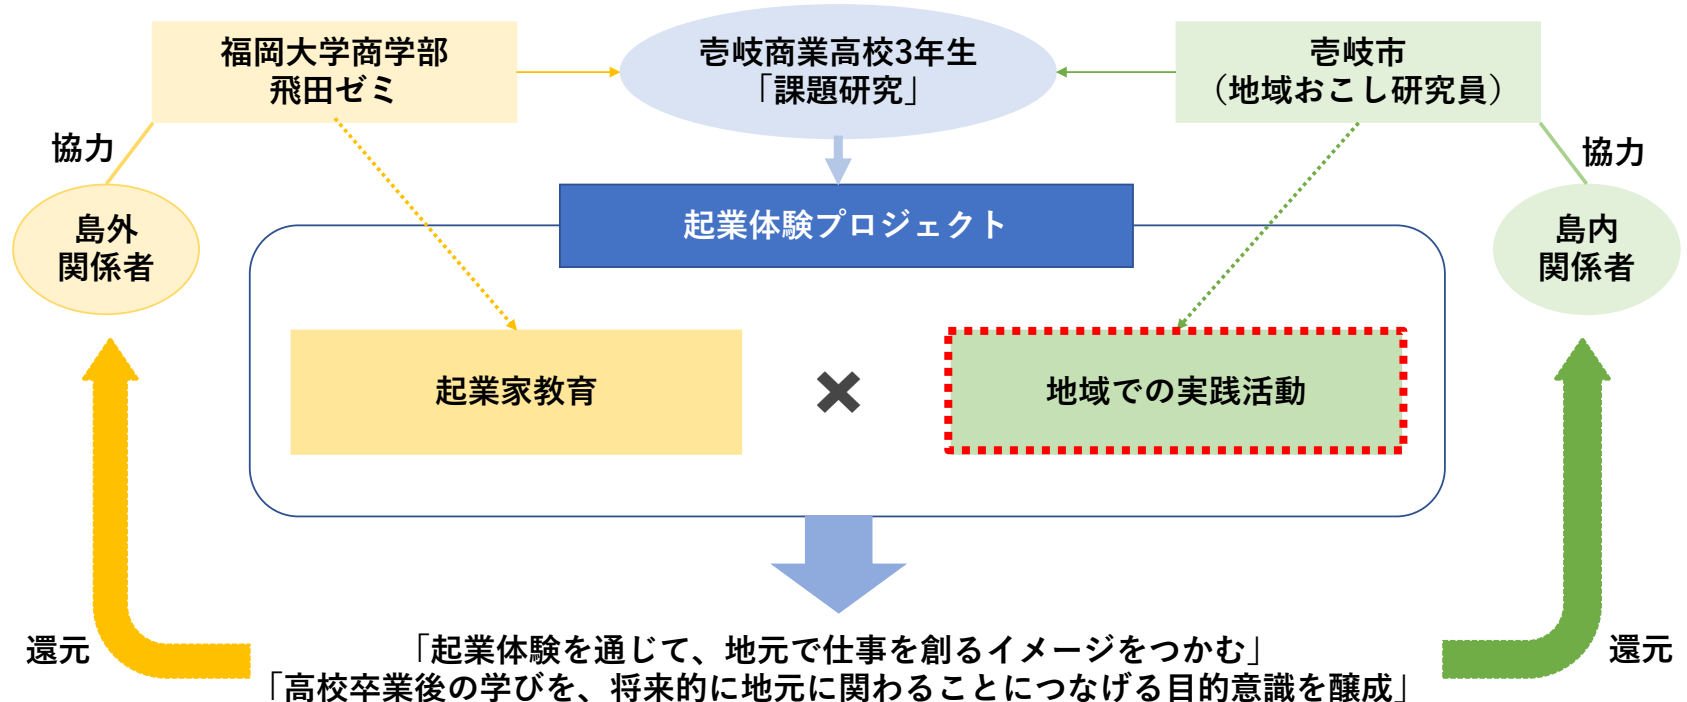 福岡大学商学部
飛田ゼミ
壱岐商業高校3年生
「課題研究」
壱岐市
（地域おこし研究員）
協力
協力
島外
関係者
起業体験プロジェクト
島内
関係者
起業家教育
×
地域での実践活動
還元
「起業体験を通じて、地元で仕事を創るイメージをつかむ」
「高校卒業後の学びを、将来的に地元に関わることにつなげる目的意識を醸成」
還元